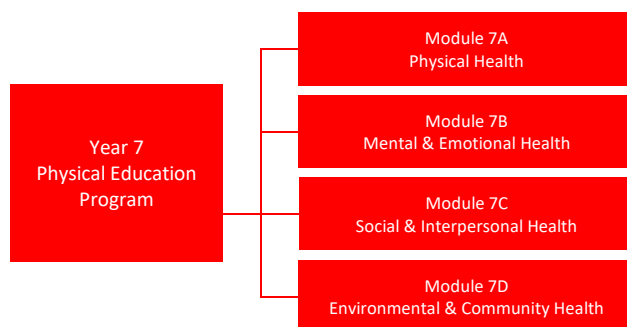 Year 7
Physical Education
Program
Module 7A
Physical Health
Module 7B
Mental & Emotional Health
Module 7C
Social & Interpersonal Health
Module 7D
Environmental & Community Health